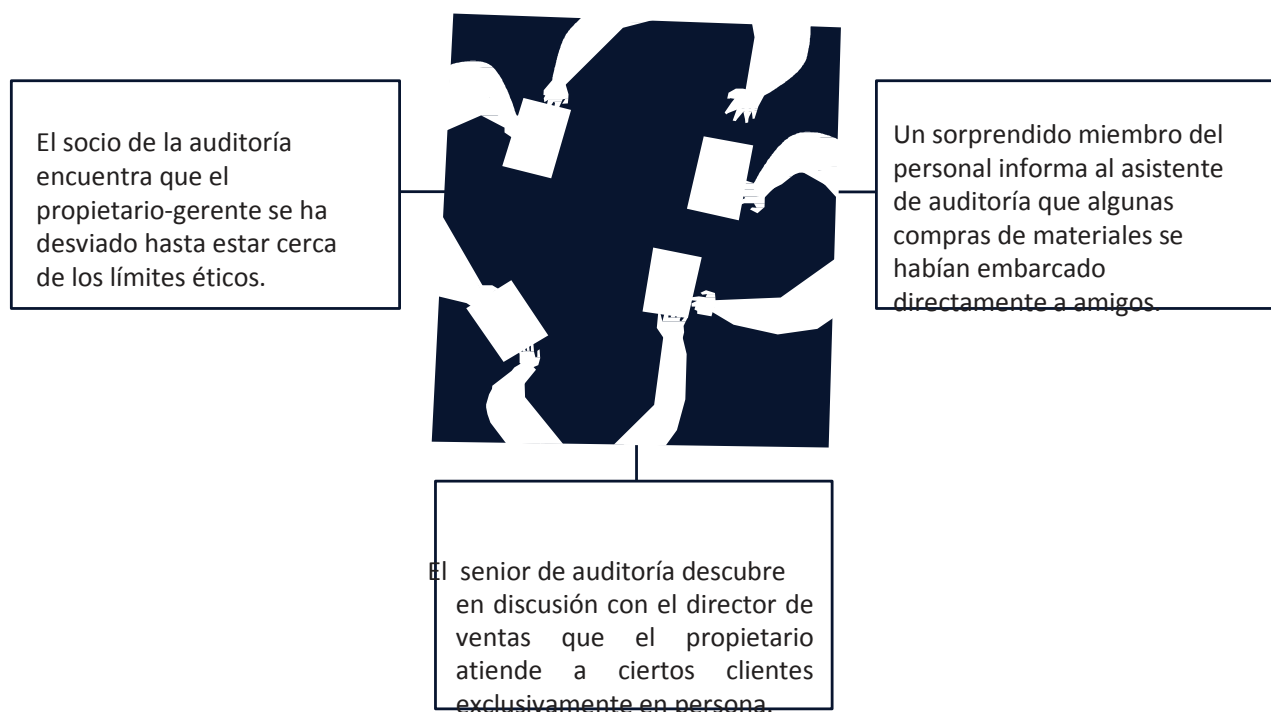 El socio de la auditoría
encuentra que el
propietario-gerente se ha
desviado hasta estar cerca
de los límites éticos.
Un sorprendido miembro del
personal informa al asistente
de auditoría que algunas
compras de materiales se
habían embarcado
directamente a amigos.
El senior de auditoría descubre
en discusión con el director de
ventas que el propietario
atiende a ciertos clientes
exclusivamente en persona.